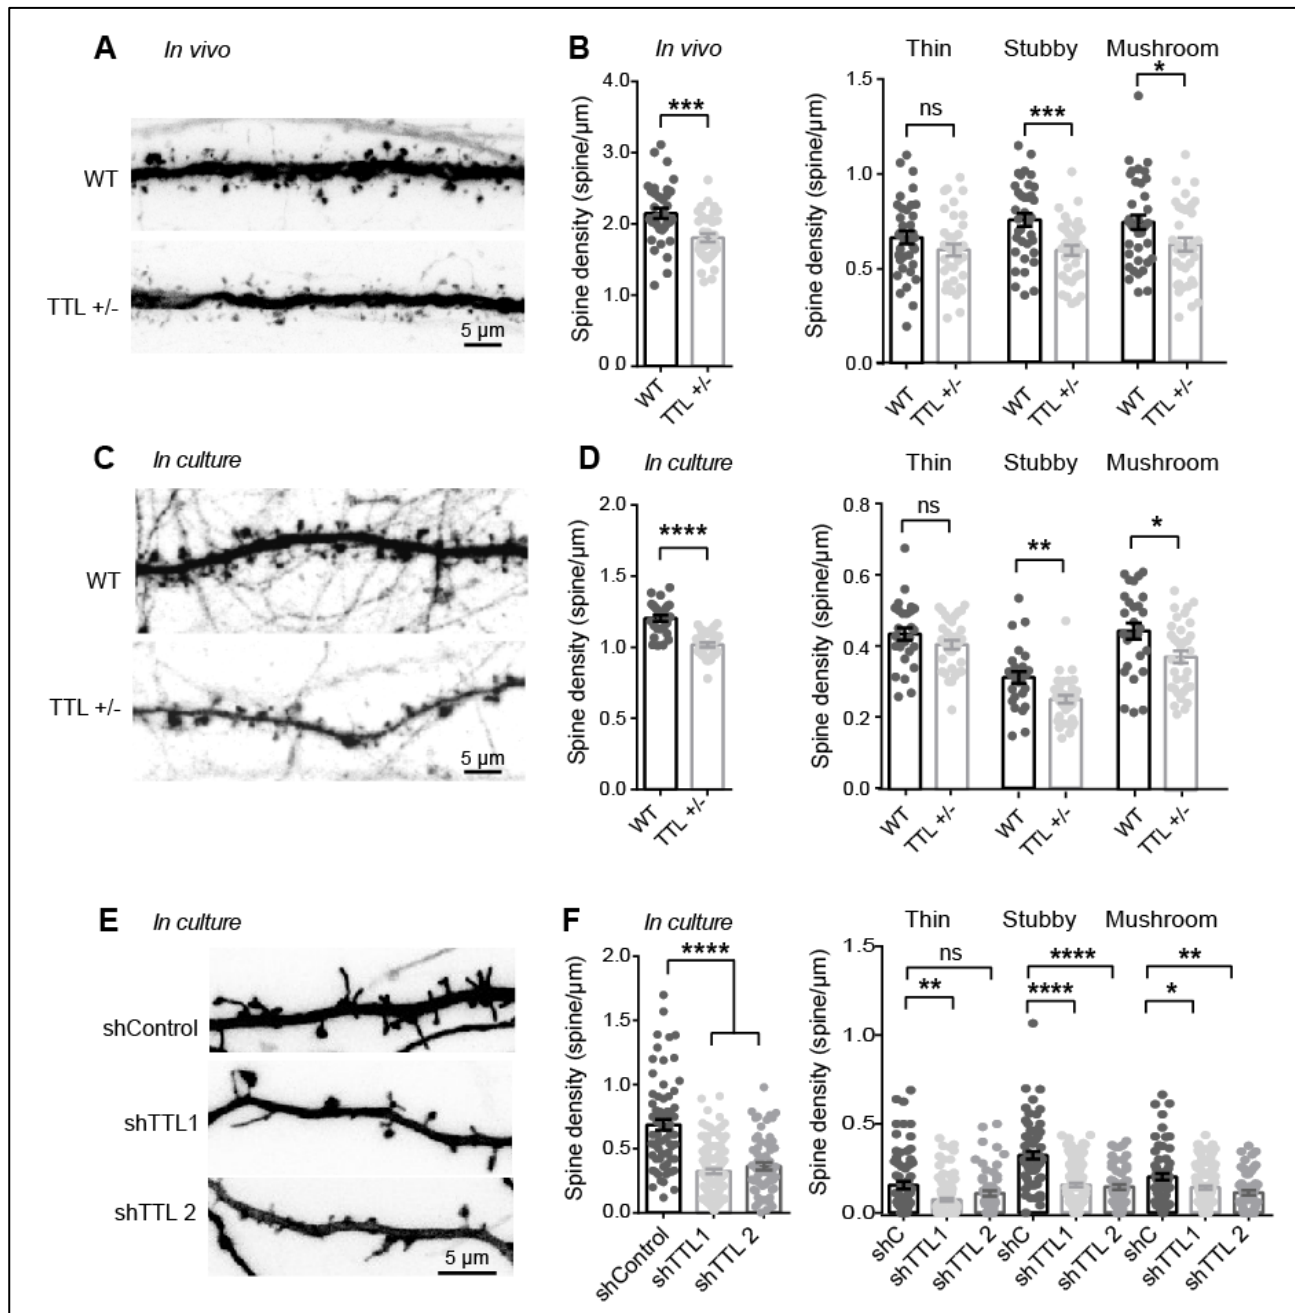 A In vivo
WT
TTL +/-
5 µm
B In vivo Thin Stubby Mushroom
Spine density (spine/µm)
4.0
3.0
2.0
1.0
0.0
***
WT TTL +/-
Spine density (spine/µm)
1.5
1.0
0.5
0.0
ns *** *
WT TTL +/- WT TTL +/- WT TTL +/-
C In culture
WT
TTL +/-
5 µm
D In culture Thin Stubby Mushroom
Spine density (spine/µm)
2.0
1.5
1.0
0.5
0.0
****
WT TTL +/-
Spine density (spine/µm)
0.8
0.6
0.4
0.2
0.0
ns ** *
WT TTL +/- WT TTL +/- WT TTL +/-
E In culture
shControl
shTTL1
shTTL 2
5 µm
F In culture Thin Stubby Mushroom
Spine density (spine/µm)
2.0
1.5
1.0
0.5
0.0
****
shControl shTTL1 shTTL 2
Spine density (spine/µm)
1.5
1.0
0.5
0.0
ns **** **
** **** *
shC shTTL1 shTTL 2 shC shTTL1 shTTL 2 shC shTTL1 shTTL 2